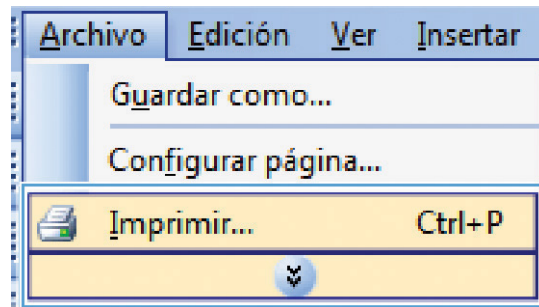 Archivo Edición Ver Insertar
Guardar como...
Configurar página...
Imprimir... Ctrl+P